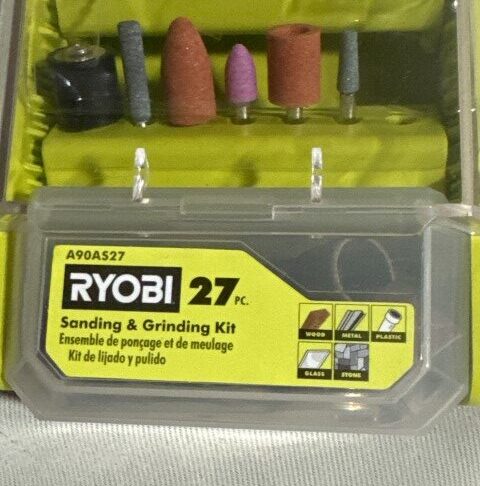 A90AS27
RYOBI 27 PC.
Sanding & Grinding Kit
Ensemble de ponçage et de meulage
Kit de lijado y pulido
WOOD METAL PLASTIC
GLASS STONE